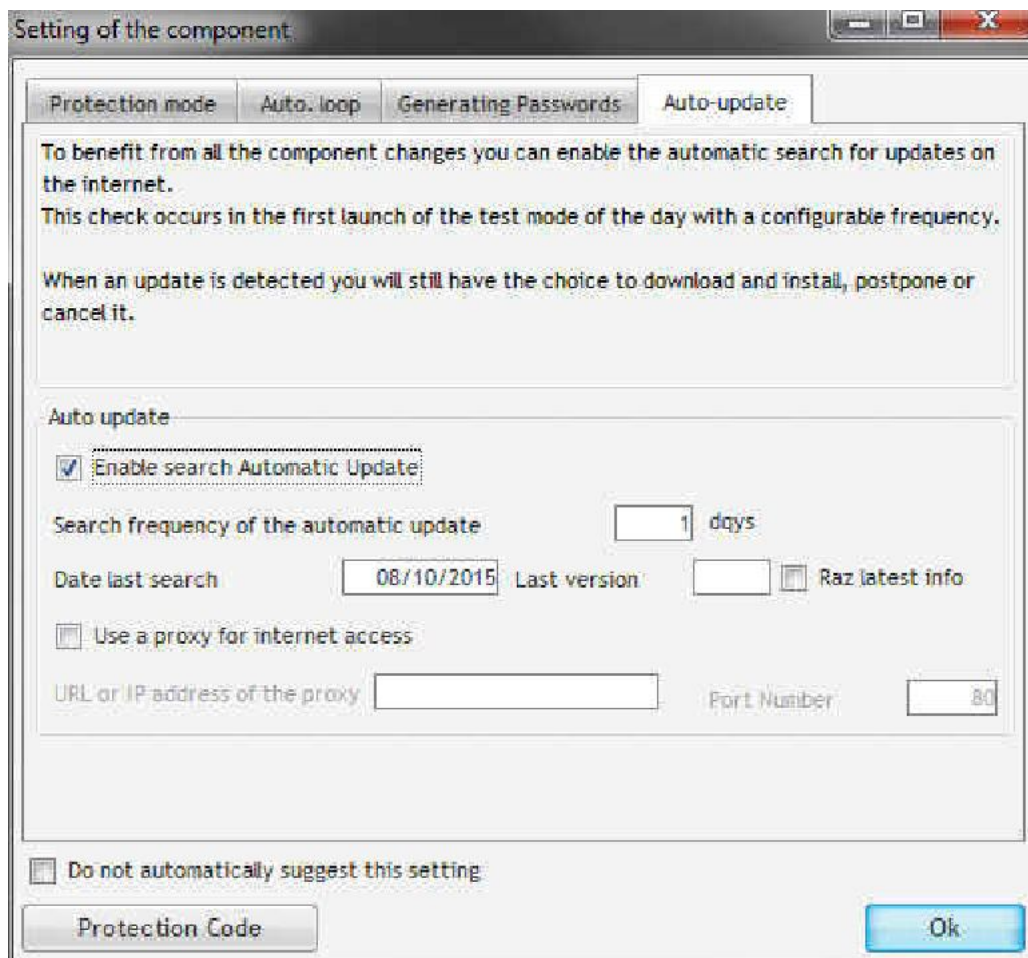 Setting of the component
Protection mode
Auto. loop
Generating Passwords
Auto-update
To benefit from all the component changes you can enable the automatic search for updates on
the internet.
This check occurs in the first launch of the test mode of the day with a configurable frequency.
When an update is detected you will still have the choice to download and install, postpone or
cancel it.
Auto update
Enable search Automatic Update
Search frequency of the automatic update 1 dqys
Date last search 08/10/2015 Last version Raz latest info
Use a proxy for internet access
URL or IP address of the proxy Port Number 80
Do not automatically suggest this setting
Protection Code
Ok